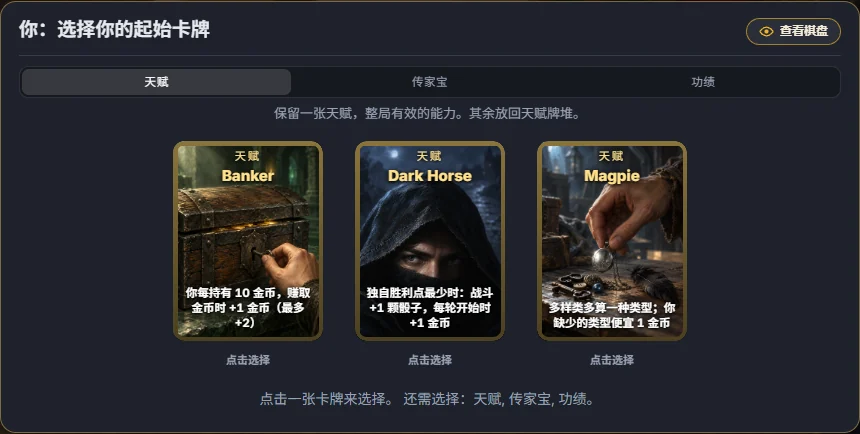 你：选择你的起始卡牌
查看棋盘
天赋
传家宝
功绩
保留一张天赋，整局有效的能力。其余放回天赋牌堆。
天赋
Banker
你每持有 10 金币，赚取
金币时 +1 金币（最多
+2）
点击选择
天赋
Dark Horse
独自胜利点最少时：战斗
+1 颗骰子，每轮开始时
+1 金币
点击选择
天赋
Magpie
多样类多算一种类型；你
缺少的类型便宜 1 金币
点击选择
点击一张卡牌来选择。 还需选择：天赋, 传家宝, 功绩。